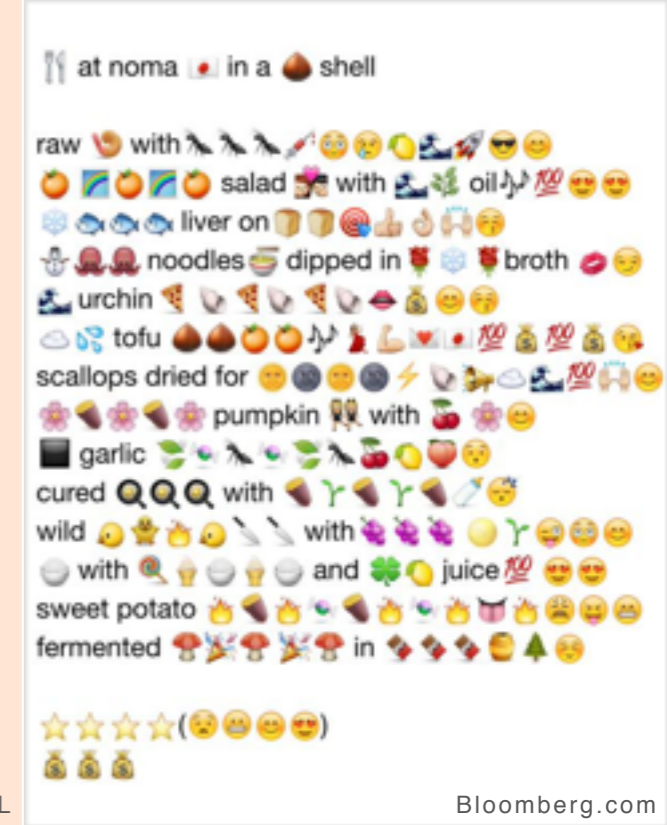 🍴 at noma 🇯🇵 in a 🌰 shell
raw 🍤 with 🐜🐜🐜💉😳😢🍋🌊🚀😎😊
🍊🌈🍊🌈🍊 salad 💏 with 🌊🌿 oil🎶💯😍😍
❄️🐟🐟🐟 liver on🍞🍞🎯👍👌🙌😚
⛄🐙🐙 noodles🍜 dipped in🌹❄️🌹broth 💋😏
🌊 urchin 🍕🐚🍕🐚🍕🐚👄💰😊😚
☁️💦 tofu 🌰🌰🍊🍊🎶💃💪💌🇯🇵💯💰💯💰😘
scallops dried for 🌝🌚🌝🌚⚡🐚📯☁️🌊💯🙌😊
🌸🍠🌸🍠🌸 pumpkin 👯 with 🍒🌸😊
⬛ garlic 🍃🍬🐜🍬🍃🐜🍒🍋🍑😚
cured 🍳🍳🍳 with 🍠🌱🍠🌱🍠🍼😴
wild 🐤🐥🔥🐤🔪🔪 with🍇🍇🍇🌕🌱😜😳😊
🍚 with 🍭🍦🍚🍦🍚 and 🍀🍋 juice💯😍😍
sweet potato 🔥🍠🔥🍬🍠🔥🍬🔥👅🔥😩😛😬
fermented 🍄🎉🍄🎉🍄 in 🍫🍫🍫🍯🌲☺️
⭐⭐⭐⭐(😧😬😊😍)
💰💰💰
L
Bloomberg.com